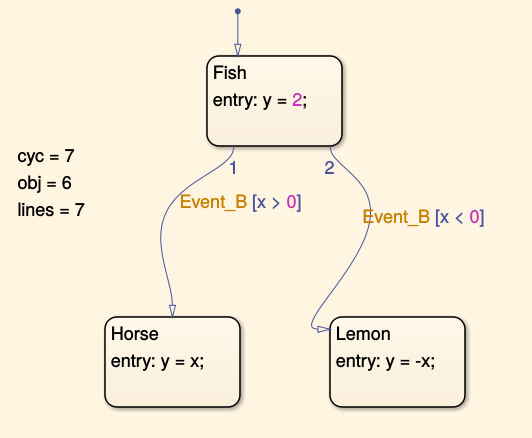 Fish
entry: y = 2;
cyc = 7
obj = 6
lines = 7
1
2
Event_B [x > 0]
Event_B [x < 0]
Horse
entry: y = x;
Lemon
entry: y = -x;